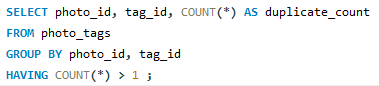 SELECT photo_id, tag_id, COUNT(*) AS duplicate_count
FROM photo_tags
GROUP BY photo_id, tag_id
HAVING COUNT(*) > 1 ;